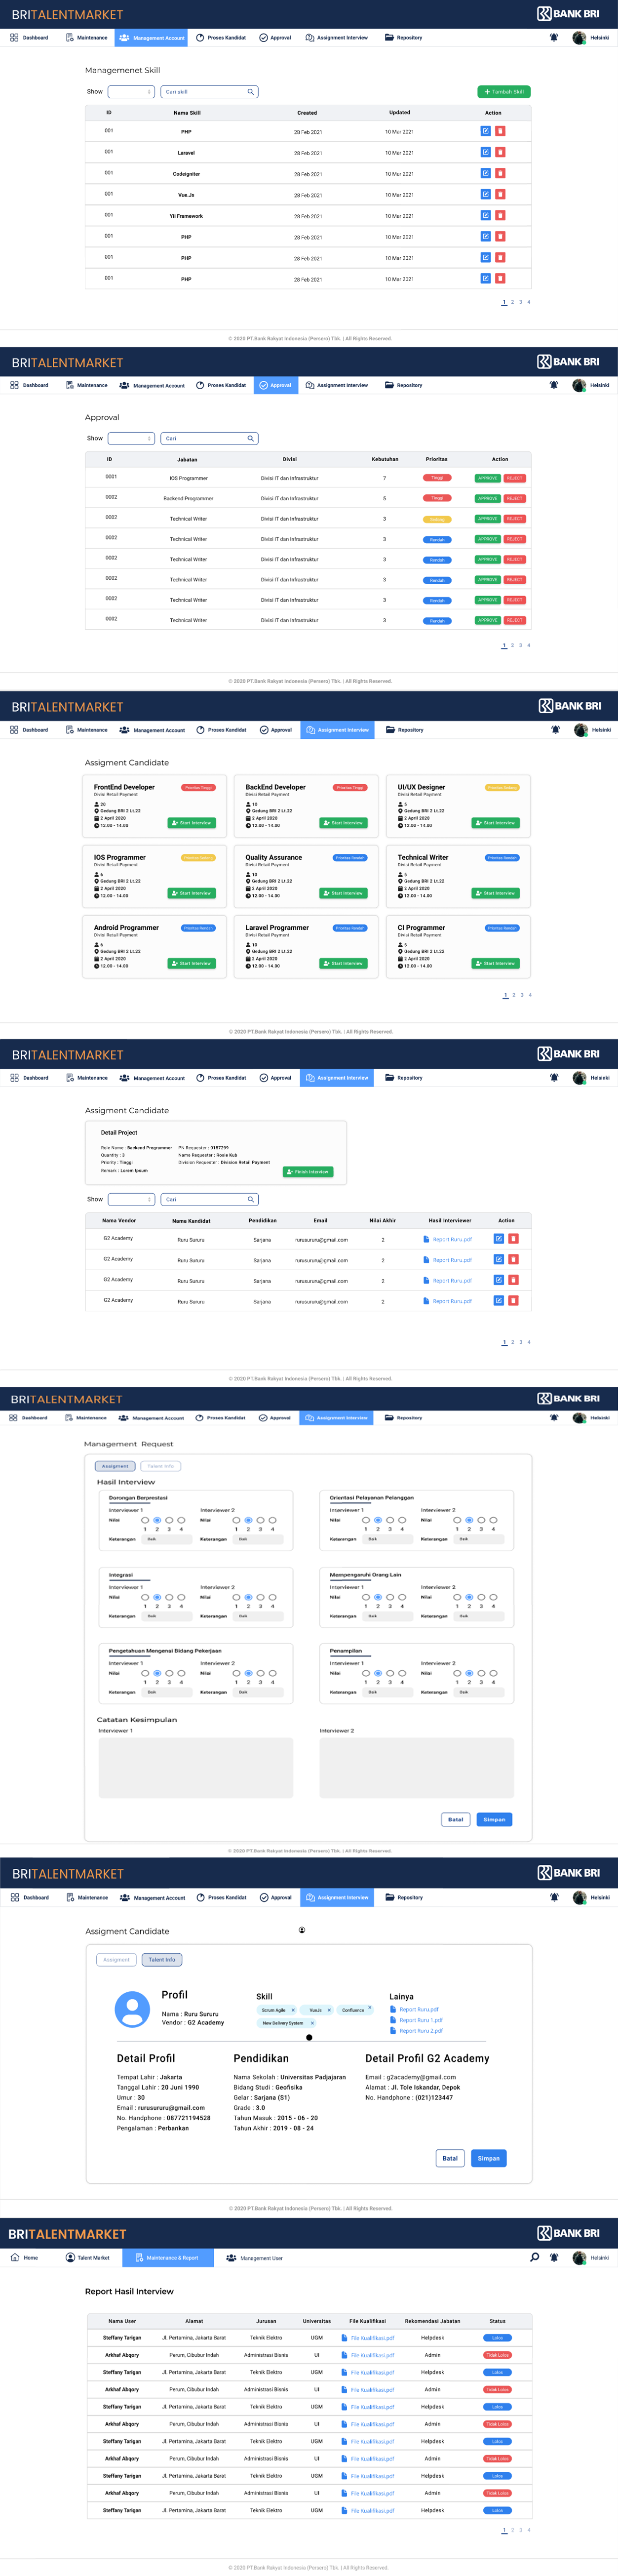 BRITALENTMARKET BANK BRI
Dashboard Maintenance Management Account Proses Kandidat Approval Assignment Interview Repository Helsinki
Managemenet Skill
Show Cari skill + Tambah Skill
ID Nama Skill Created Updated Action
001 PHP 28 Feb 2021 10 Mar 2021
001 Laravel 28 Feb 2021 10 Mar 2021
001 Codeigniter 28 Feb 2021 10 Mar 2021
001 Vue.Js 28 Feb 2021 10 Mar 2021
001 Yii Framework 28 Feb 2021 10 Mar 2021
001 PHP 28 Feb 2021 10 Mar 2021
001 PHP 28 Feb 2021 10 Mar 2021
001 PHP 28 Feb 2021 10 Mar 2021
1 2 3 4
© 2020 PT.Bank Rakyat Indonesia (Persero) Tbk. | All Rights Reserved.
BRITALENTMARKET BANK BRI
Dashboard Maintenance Management Account Proses Kandidat Approval Assignment Interview Repository Helsinki
Approval
Show Cari
ID Jabatan Divisi Kebutuhan Prioritas Action
0001 IOS Programmer Divisi IT dan Infrastruktur 7 Tinggi APPROVE REJECT
0002 Backend Programmer Divisi IT dan Infrastruktur 5 Tinggi APPROVE REJECT
0002 Technical Writer Divisi IT dan Infrastruktur 3 APPROVE REJECT
0002 Technical Writer Divisi IT dan Infrastruktur 3 Rendah APPROVE REJECT
0002 Technical Writer Divisi IT dan Infrastruktur 3 Rendah APPROVE REJECT
0002 Technical Writer Divisi IT dan Infrastruktur 3 Rendah APPROVE REJECT
0002 Technical Writer Divisi IT dan Infrastruktur 3 Rendah APPROVE REJECT
0002 Technical Writer Divisi IT dan Infrastruktur 3 Rendah APPROVE REJECT
1 2 3 4
© 2020 PT.Bank Rakyat Indonesia (Persero) Tbk. | All Rights Reserved.
BRITALENTMARKET BANK BRI
Dashboard Maintenance Management Account Proses Kandidat Approval Assignment Interview Repository Helsinki
Assigment Candidate
FrontEnd Developer Prioritas Tinggi
Divisi Retail Payment
20
Gedung BRI 2 Lt.22
2 April 2020
12.00 - 14.00 Start Interview
BackEnd Developer Prioritas Tinggi
Divisi Retail Payment
10
Gedung BRI 2 Lt.22
2 April 2020
12.00 - 14.00 Start Interview
UI/UX Designer
Divisi Retail Payment
5
Gedung BRI 2 Lt.22
2 April 2020
12.00 - 14.00 Start Interview
IOS Programmer
Divisi Retail Payment
6
Gedung BRI 2 Lt.22
2 April 2020
12.00 - 14.00 Start Interview
Quality Assurance Prioritas Rendah
Divisi Retail Payment
10
Gedung BRI 2 Lt.22
2 April 2020
12.00 - 14.00 Start Interview
Technical Writer Prioritas Rendah
Divisi Retail Payment
5
Gedung BRI 2 Lt.22
2 April 2020
12.00 - 14.00 Start Interview
Android Programmer Prioritas Rendah
Divisi Retail Payment
6
Gedung BRI 2 Lt.22
2 April 2020
12.00 - 14.00 Start Interview
Laravel Programmer Prioritas Rendah
Divisi Retail Payment
10
Gedung BRI 2 Lt.22
2 April 2020
12.00 - 14.00 Start Interview
CI Programmer Prioritas Rendah
Divisi Retail Payment
5
Gedung BRI 2 Lt.22
2 April 2020
12.00 - 14.00 Start Interview
1 2 3 4
© 2020 PT.Bank Rakyat Indonesia (Persero) Tbk. | All Rights Reserved.
BRITALENTMARKET BANK BRI
Dashboard Maintenance Management Account Proses Kandidat Approval Assignment Interview Repository Helsinki
Assigment Candidate
Detail Project
Role Name : Backend Programmer PN Requester : 0157299
Quantity : 3 Name Requester : Rosie Kub
Priority : Tinggi Division Requester : Division Retail Payment
Remark : Lorem Ipsum Finish Interview
Show Cari
Nama Vendor Nama Kandidat Pendidikan Email Nilai Akhir Hasil Interviewer Action
G2 Academy Ruru Sururu Sarjana rurusururu@gmail.com 2 Report Ruru.pdf
G2 Academy Ruru Sururu Sarjana rurusururu@gmail.com 2 Report Ruru.pdf
G2 Academy Ruru Sururu Sarjana rurusururu@gmail.com 2 Report Ruru.pdf
G2 Academy Ruru Sururu Sarjana rurusururu@gmail.com 2 Report Ruru.pdf
1 2 3 4
© 2020 PT.Bank Rakyat Indonesia (Persero) Tbk. | All Rights Reserved.
BRITALENTMARKET BANK BRI
Dashboard Maintenance Management Account Proses Kandidat Approval Assignment Interview Repository Helsinki
Management Request
Assigment Talent Info
Hasil Interview
Dorongan Berprestasi
Interviewer 1 Interviewer 2
Nilai Nilai
1 2 3 4 1 2 3 4
Keterangan Baik Keterangan Baik
Orientasi Pelayanan Pelanggan
Interviewer 1 Interviewer 2
Nilai Nilai
1 2 3 4 1 2 3 4
Keterangan Baik Keterangan Baik
Integrasi
Interviewer 1 Interviewer 2
Nilai Nilai
1 2 3 4 1 2 3 4
Keterangan Baik Keterangan Baik
Mempengaruhi Orang Lain
Interviewer 1 Interviewer 2
Nilai Nilai
1 2 3 4 1 2 3 4
Keterangan Baik Keterangan Baik
Pengetahuan Mengenai Bidang Pekerjaan
Interviewer 1 Interviewer 2
Nilai Nilai
1 2 3 4 1 2 3 4
Keterangan Baik Keterangan Baik
Penampilan
Interviewer 1 Interviewer 2
Nilai Nilai
1 2 3 4 1 2 3 4
Keterangan Baik Keterangan Baik
Catatan Kesimpulan
Interviewer 1 Interviewer 2
Batal Simpan
© 2020 PT.Bank Rakyat Indonesia (Persero) Tbk. | All Rights Reserved.
BRITALENTMARKET BANK BRI
Dashboard Maintenance Management Account Proses Kandidat Approval Assignment Interview Repository Helsinki
Assigment Candidate
Assigment Talent Info
Profil
Nama : Ruru Sururu
Vendor : G2 Academy
Skill
Scrum Agile × VueJs × Confluence ×
New Delivery System ×
Lainya
Report Ruru.pdf
Report Ruru 1.pdf
Report Ruru 2.pdf
Detail Profil
Tempat Lahir : Jakarta
Tanggal Lahir : 20 Juni 1990
Umur : 30
Email : rurusururu@gmail.com
No. Handphone : 087721194528
Pengalaman : Perbankan
Pendidikan
Nama Sekolah : Universitas Padjajaran
Bidang Studi : Geofisika
Gelar : Sarjana (S1)
Grade : 3.0
Tahun Masuk : 2015 - 06 - 20
Tahun Akhir : 2019 - 08 - 24
Detail Profil G2 Academy
Email : g2academy@gmail.com
Alamat : Jl. Tole Iskandar, Depok
No. Handphone : (021)123447
Batal Simpan
© 2020 PT.Bank Rakyat Indonesia (Persero) Tbk. | All Rights Reserved.
BRITALENTMARKET BANK BRI
Home Talent Market Maintenance & Report Management User Helsinki
Report Hasil Interview
Nama User Alamat Jurusan Universitas File Kualifikasi Rekomendasi Jabatan Status
Steffany Tarigan Jl. Pertamina, Jakarta Barat Teknik Elektro UGM File Kualifikasi.pdf Helpdesk Lolos
Arkhaf Abqory Perum, Cibubur Indah Administrasi Bisnis UI File Kualifikasi.pdf Admin Tidak Lolos
Steffany Tarigan Jl. Pertamina, Jakarta Barat Teknik Elektro UGM File Kualifikasi.pdf Helpdesk Lolos
Arkhaf Abqory Perum, Cibubur Indah Administrasi Bisnis UI File Kualifikasi.pdf Admin Tidak Lolos
Steffany Tarigan Jl. Pertamina, Jakarta Barat Teknik Elektro UGM File Kualifikasi.pdf Helpdesk Lolos
Arkhaf Abqory Perum, Cibubur Indah Administrasi Bisnis UI File Kualifikasi.pdf Admin Tidak Lolos
Steffany Tarigan Jl. Pertamina, Jakarta Barat Teknik Elektro UGM File Kualifikasi.pdf Helpdesk Lolos
Arkhaf Abqory Perum, Cibubur Indah Administrasi Bisnis UI File Kualifikasi.pdf Admin Tidak Lolos
Steffany Tarigan Jl. Pertamina, Jakarta Barat Teknik Elektro UGM File Kualifikasi.pdf Helpdesk Lolos
Arkhaf Abqory Perum, Cibubur Indah Administrasi Bisnis UI File Kualifikasi.pdf Admin Tidak Lolos
Steffany Tarigan Jl. Pertamina, Jakarta Barat Teknik Elektro UGM File Kualifikasi.pdf Helpdesk Lolos
1 2 3 4
© 2020 PT.Bank Rakyat Indonesia (Persero) Tbk. | All Rights Reserved.